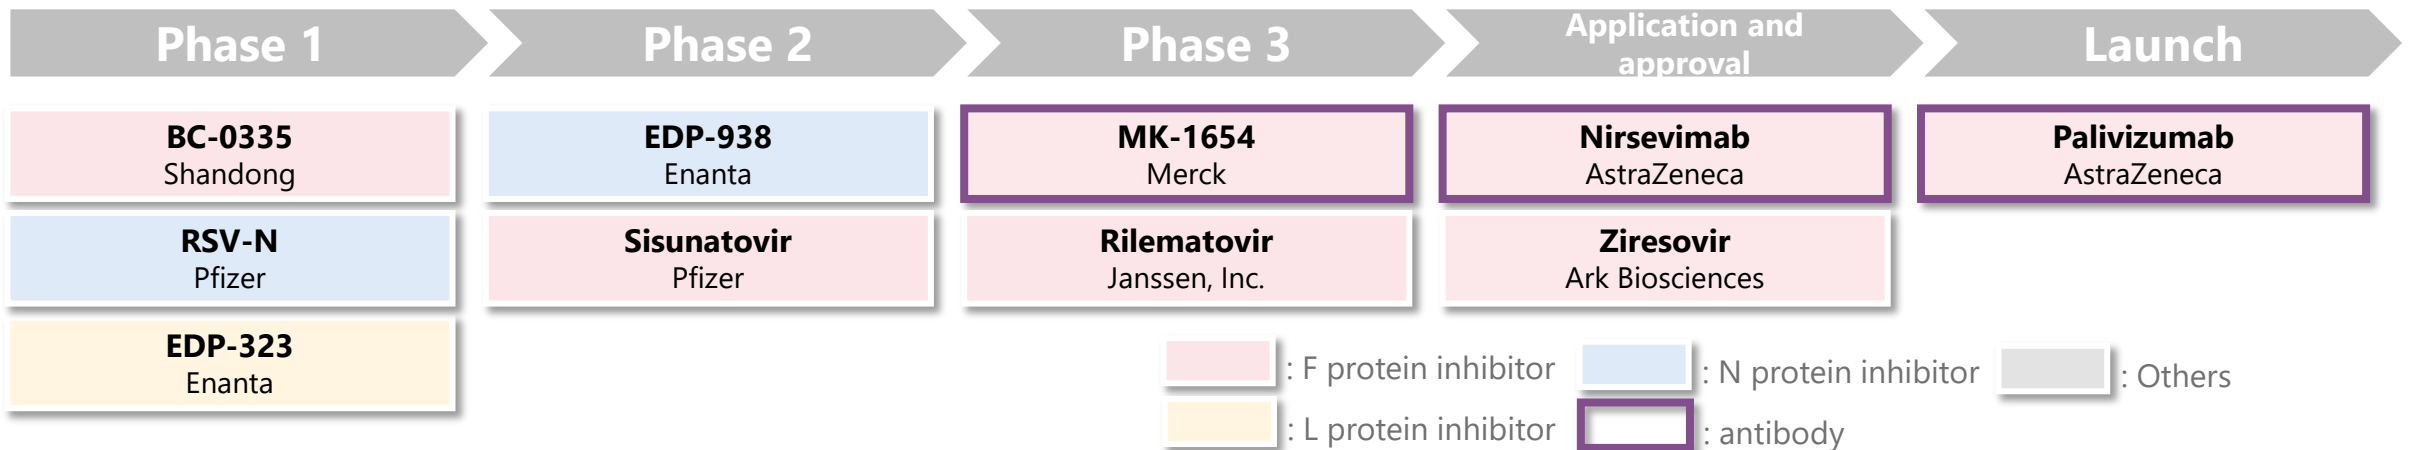 Phase 1
Phase 2
Phase 3
Application and
approval
Launch
BC-0335
Shandong
EDP-938
Enanta
MK-1654
Merck
Nirsevimab
AstraZeneca
Palivizumab
AstraZeneca
RSV-N
Pfizer
Sisunatovir
Pfizer
Rilematovir
Janssen, Inc.
Ziresovir
Ark Biosciences
EDP-323
Enanta
: F protein inhibitor
: N protein inhibitor
: Others
: L protein inhibitor
: antibody